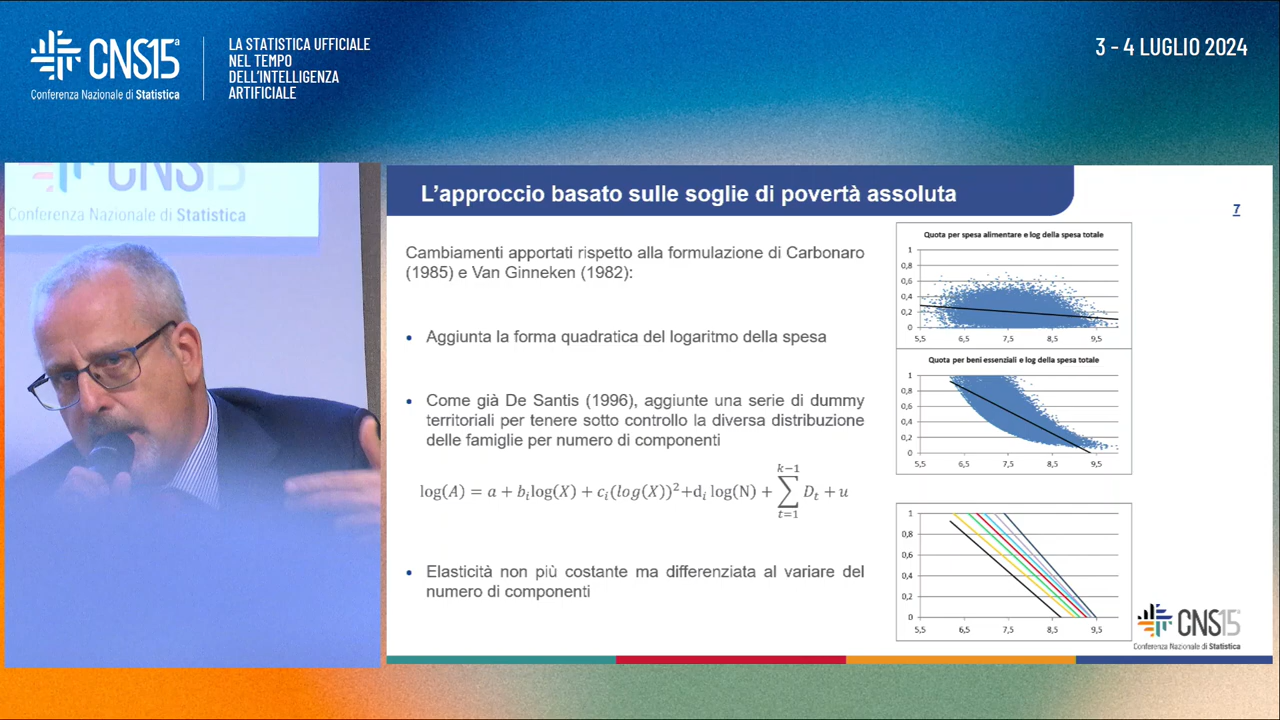 CNS15ª
Conferenza Nazionale di Statistica
LA STATISTICA UFFICIALE
NEL TEMPO
DELL'INTELLIGENZA
ARTIFICIALE
3 - 4 LUGLIO 2024
CNS15
Conferenza Nazionale di Statistica
L'approccio basato sulle soglie di povertà assoluta
7
Cambiamenti apportati rispetto alla formulazione di Carbonaro
(1985) e Van Ginneken (1982):
• Aggiunta la forma quadratica del logaritmo della spesa
• Come già De Santis (1996), aggiunte una serie di dummy
territoriali per tenere sotto controllo la diversa distribuzione
delle famiglie per numero di componenti
k−1
log(A) = a + bᵢlog(X) + cᵢ(log(X))²+dᵢ log(N) + ∑ Dₜ + u
t=1
• Elasticità non più costante ma differenziata al variare del
numero di componenti
Quota per spesa alimentare e log della spesa totale
1
0,8
0,6
0,4
0,2
0
5,5 6,5 7,5 8,5 9,5
Quota per beni essenziali e log della spesa totale
1
0,8
0,6
0,4
0,2
0
5,5 6,5 7,5 8,5 9,5
1
0,8
0,6
0,4
0,2
0
5,5 6,5 7,5 8,5 9,5
CNS15
Conferenza Nazionale di Statistica